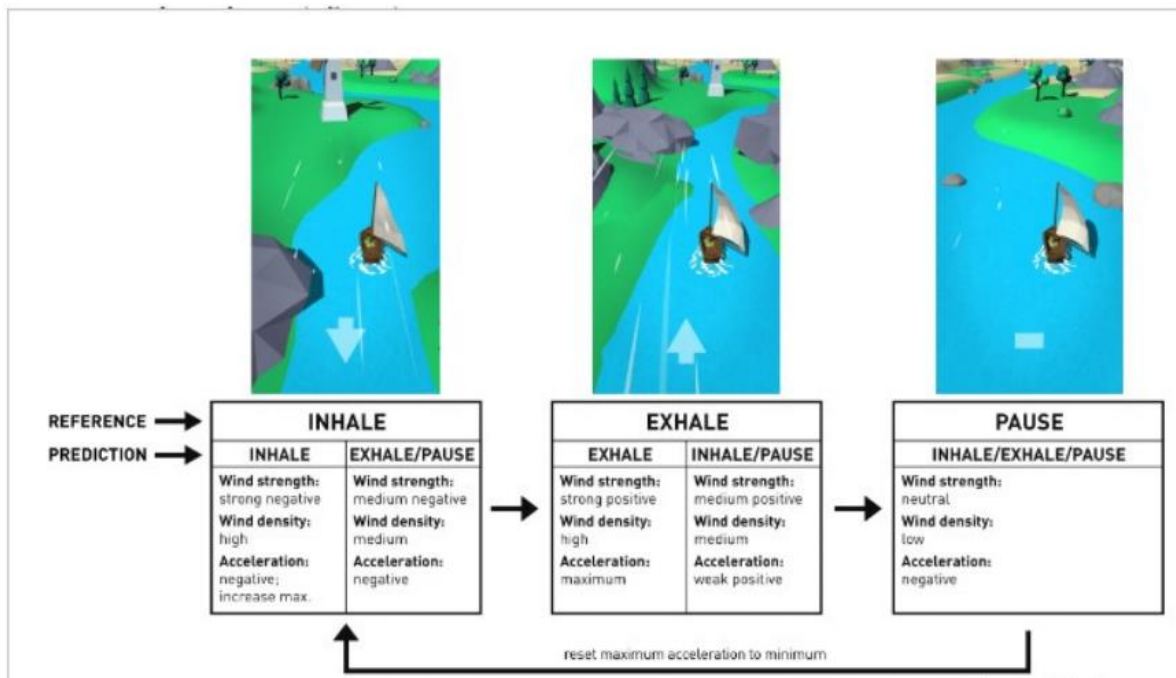 REFERENCE
PREDICTION
INHALE
INHALE
EXHALE/PAUSE
Wind strength:
strong negative
Wind density:
high
Acceleration:
negative;
increase max.
Wind strength:
medium negative
Wind density:
medium
Acceleration:
negative
EXHALE
EXHALE
INHALE/PAUSE
Wind strength:
strong positive
Wind density:
high
Acceleration:
maximum
Wind strength:
medium positive
Wind density:
medium
Acceleration:
weak positive
PAUSE
INHALE/EXHALE/PAUSE
Wind strength:
neutral
Wind density:
low
Acceleration:
negative
reset maximum acceleration to minimum